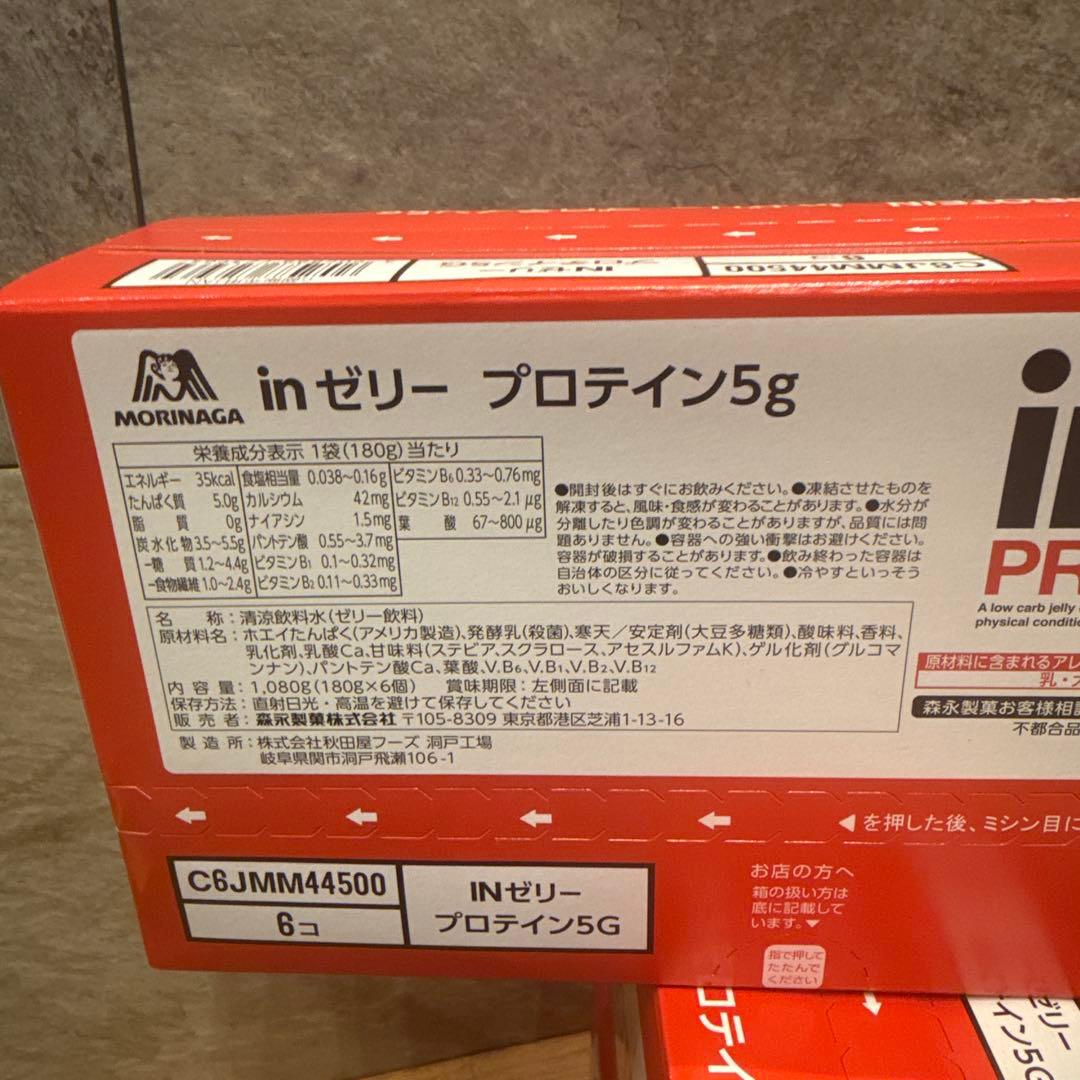 C6JMM44500
6コ
INゼリー
プロテイン5G
MORINAGA
inゼリー プロテイン5g
栄養成分表示 1袋(180g)当たり
エネルギー 35kcal
たんぱく質 5.0g
脂質 0g
炭水化物 3.5〜5.5g
−糖質 1.2〜4.4g
−食物繊維 1.0〜2.4g
食塩相当量 0.038〜0.16g
カルシウム 42mg
ナイアシン 1.5mg
パントテン酸 0.55〜3.7mg
ビタミンB₁ 0.1〜0.32mg
ビタミンB₂ 0.11〜0.33mg
ビタミンB₆ 0.33〜0.76mg
ビタミンB₁₂ 0.55〜2.1μg
葉酸 67〜800μg
●開封後はすぐにお飲みください。●凍結させたものを
解凍すると、風味・食感が変わることがあります。●水分が
分離したり色調が変わることがありますが、品質には問
題ありません。●容器への強い衝撃はお避けください。
容器が破損することがあります。●飲み終わった容器は
自治体の区分に従ってください。●冷やすといっそう
おいしくなります。
名称：清涼飲料水(ゼリー飲料)
原材料名：ホエイたんぱく(アメリカ製造)、発酵乳(殺菌)、寒天／安定剤(大豆多糖類)、酸味料、香料、
乳化剤、乳酸Ca、甘味料(ステビア、スクラロース、アセスルファムK)、ゲル化剤(グルコマ
ンナン)、パントテン酸Ca、葉酸、V.B₆、V.B₁、V.B₂、V.B₁₂
内容量：1,080g(180g×6個) 賞味期限：左側面に記載
保存方法：直射日光・高温を避けて保存してください
販売者：森永製菓株式会社 〒105-8309 東京都港区芝浦1-13-16
製造所：株式会社秋田屋フーズ 洞戸工場
岐阜県関市洞戸飛瀬106-1
in
PR
A low carb jelly
physical conditio
原材料に含まれるアレ
乳・
森永製菓お客様相
不都合品
◀を押した後、ミシン目に
C6JMM44500
6コ
INゼリー
プロテイン5G
お店の方へ
箱の扱い方は
底に記載して
います。▼
指で押して
たたんで
ください
ロテイ
ゼリー
イン5G